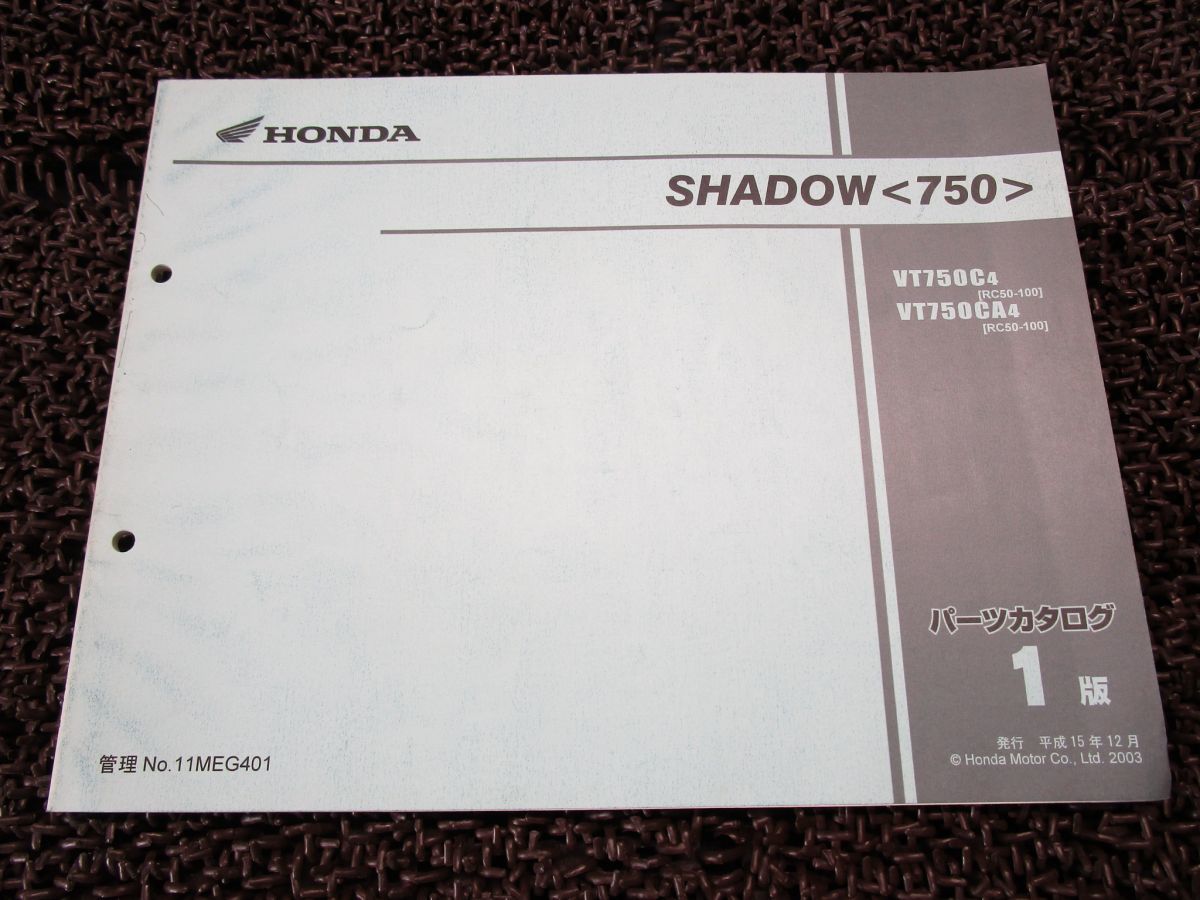 HONDA
SHADOW<750>
VT750C4
[RC50-100]
VT750CA4
[RC50-100]
パーツカタログ
1版
発行 平成15年12月
© Honda Motor Co., Ltd. 2003
管理 No.11MEG401